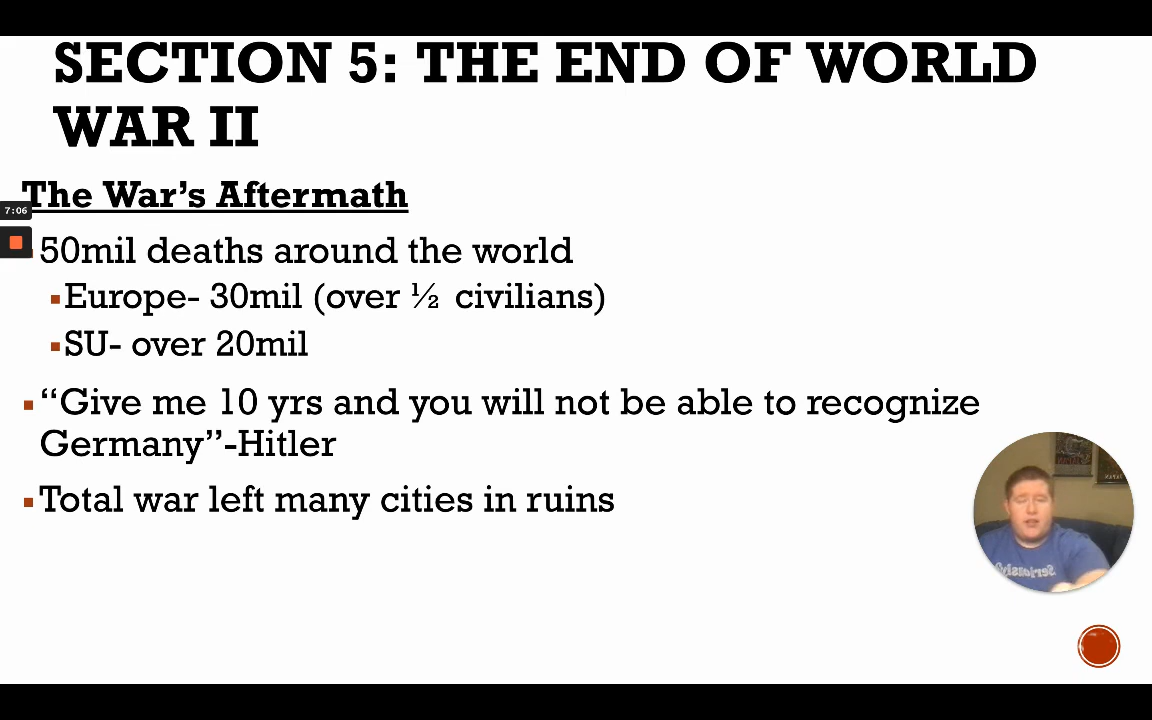 SECTION 5: THE END OF WORLD
WAR II
The War’s Aftermath
7:06
50mil deaths around the world
Europe- 30mil (over ½ civilians)
SU- over 20mil
“Give me 10 yrs and you will not be able to recognize
Germany”-Hitler
Total war left many cities in ruins
Seriously